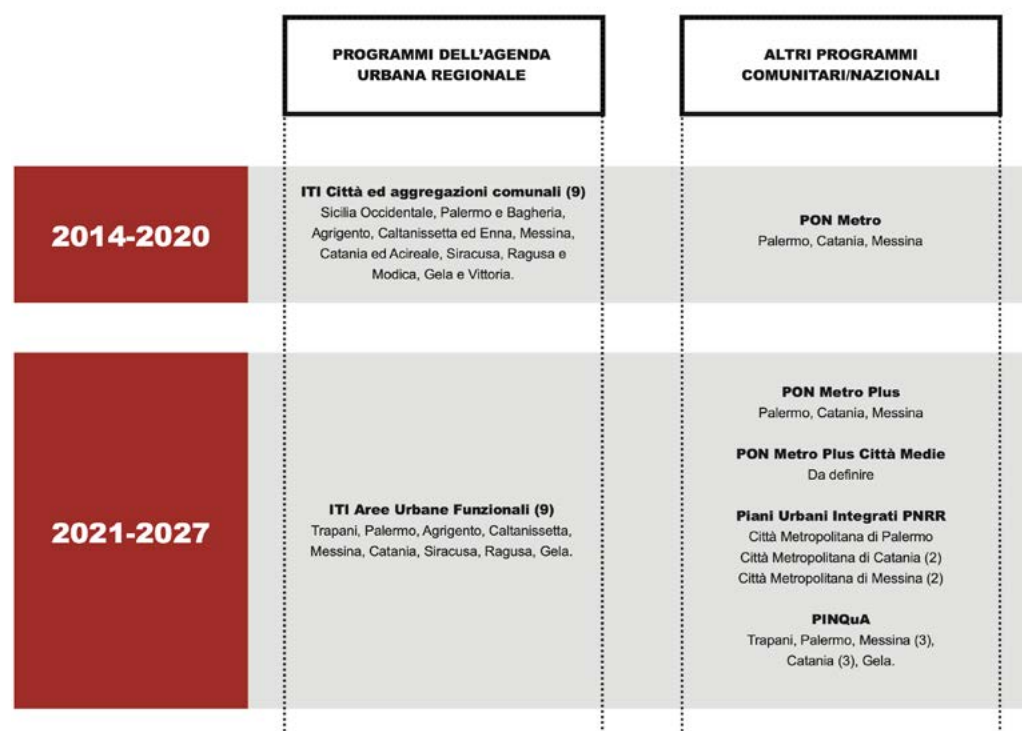 PROGRAMMI DELL'AGENDA
URBANA REGIONALE
ALTRI PROGRAMMI
COMUNITARI/NAZIONALI
2014-2020
ITI Città ed aggregazioni comunali (9)
Sicilia Occidentale, Palermo e Bagheria,
Agrigento, Caltanissetta ed Enna, Messina,
Catania ed Acireale, Siracusa, Ragusa e
Modica, Gela e Vittoria.
PON Metro
Palermo, Catania, Messina
2021-2027
ITI Aree Urbane Funzionali (9)
Trapani, Palermo, Agrigento, Caltanissetta,
Messina, Catania, Siracusa, Ragusa, Gela.
PON Metro Plus
Palermo, Catania, Messina
PON Metro Plus Città Medie
Da definire
Piani Urbani Integrati PNRR
Città Metropolitana di Palermo
Città Metropolitana di Catania (2)
Città Metropolitana di Messina (2)
PINQuA
Trapani, Palermo, Messina (3),
Catania (3), Gela.